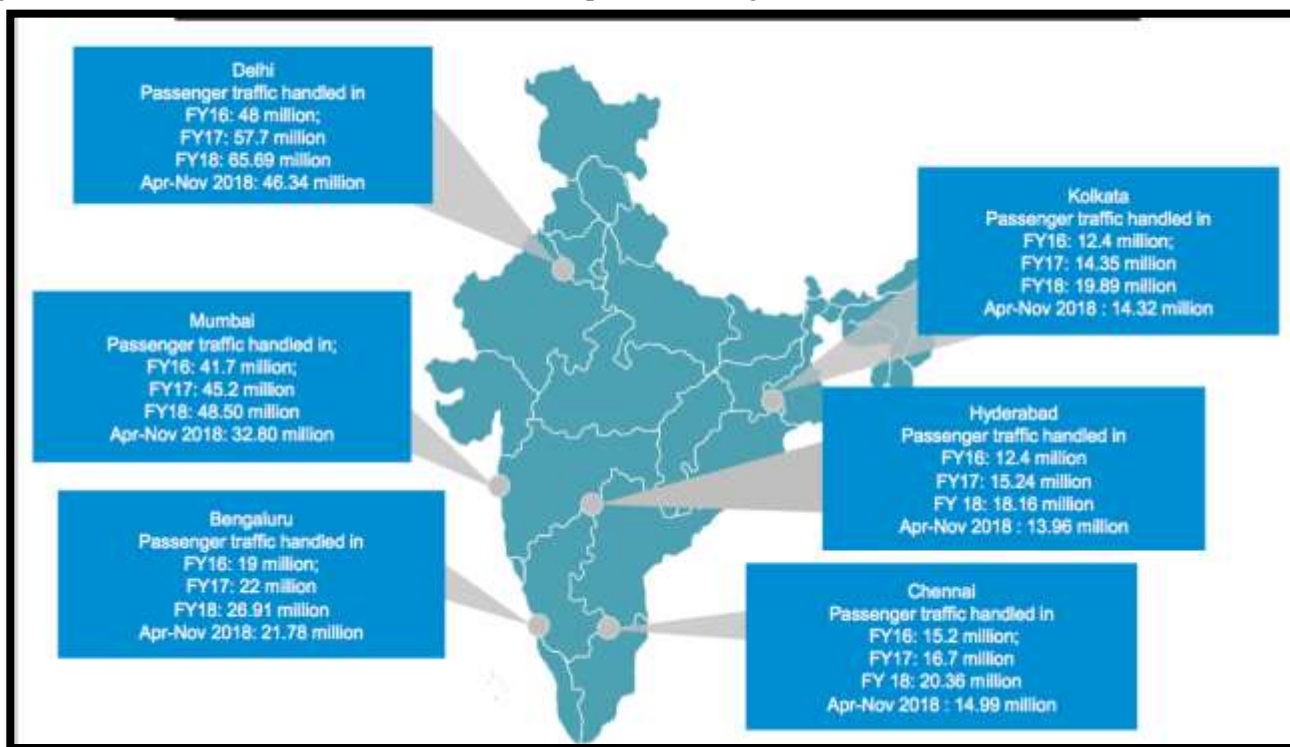 Delhi
Passenger traffic handled in
FY16: 48 million;
FY17: 57.7 million
FY18: 65.69 million
Apr-Nov 2018: 46.34 million
Kolkata
Passenger traffic handled in
FY16: 12.4 million;
FY17: 14.35 million
FY18: 19.89 million
Apr-Nov 2018 : 14.32 million
Mumbai
Passenger traffic handled in;
FY16: 41.7 million;
FY17: 45.2 million
FY18: 48.50 million
Apr-Nov 2018: 32.80 million
Hyderabad
Passenger traffic handled in
FY16: 12.4 million
FY17: 15.24 million
FY 18: 18.16 million
Apr-Nov 2018 : 13.96 million
Bengaluru
Passenger traffic handled in
FY16: 19 million;
FY17: 22 million
FY18: 26.91 million
Apr-Nov 2018: 21.78 million
Chennai
Passenger traffic handled in
FY16: 15.2 million;
FY17: 16.7 million
FY 18: 20.36 million
Apr-Nov 2018 : 14.99 million